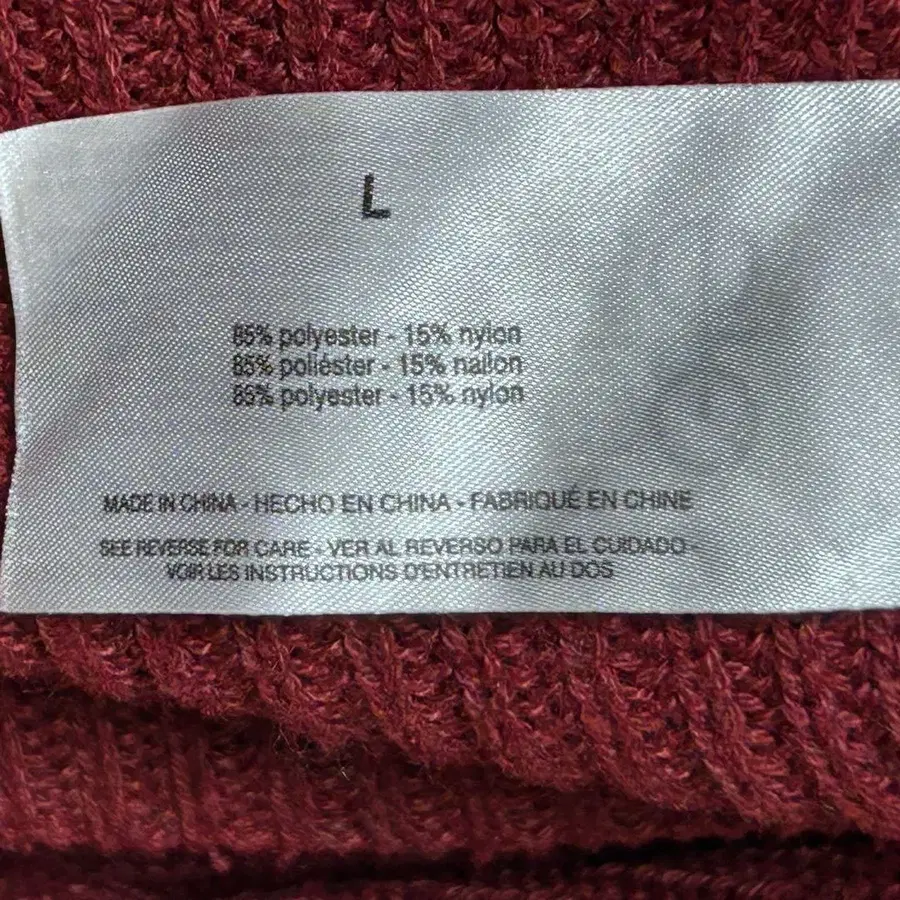 L
85% polyester - 15% nylon
85% poliéster - 15% nailon
85% polyester - 15% nylon
MADE IN CHINA - HECHO EN CHINA - FABRIQUÉ EN CHINE
SEE REVERSE FOR CARE - VER AL REVERSO PARA EL CUIDADO -
VOIR LES INSTRUCTIONS D'ENTRETIEN AU DOS